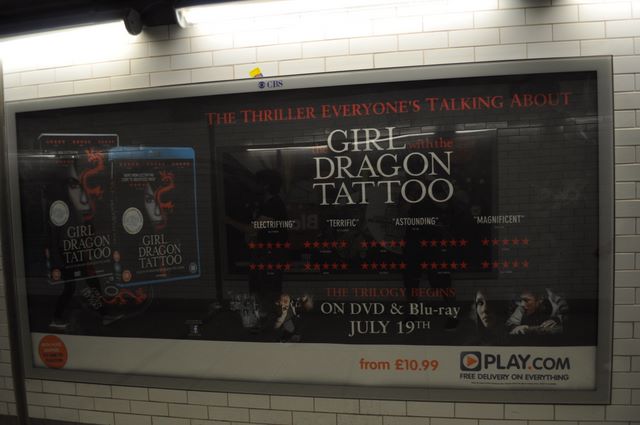 CBS
THE THRILLER EVERYONE'S TALKING ABOUT
the GIRL with the
DRAGON
TATTOO
"ELECTRIFYING" "TERRIFIC" "ASTOUNDING" "MAGNIFICENT"
GIRL
DRAGON
TATTOO
GIRL
DRAGON
TATTOO
THE TRILOGY BEGINS
ON DVD & Blu-ray
JULY 19TH
from £10.99
PLAY.COM
FREE DELIVERY ON EVERYTHING